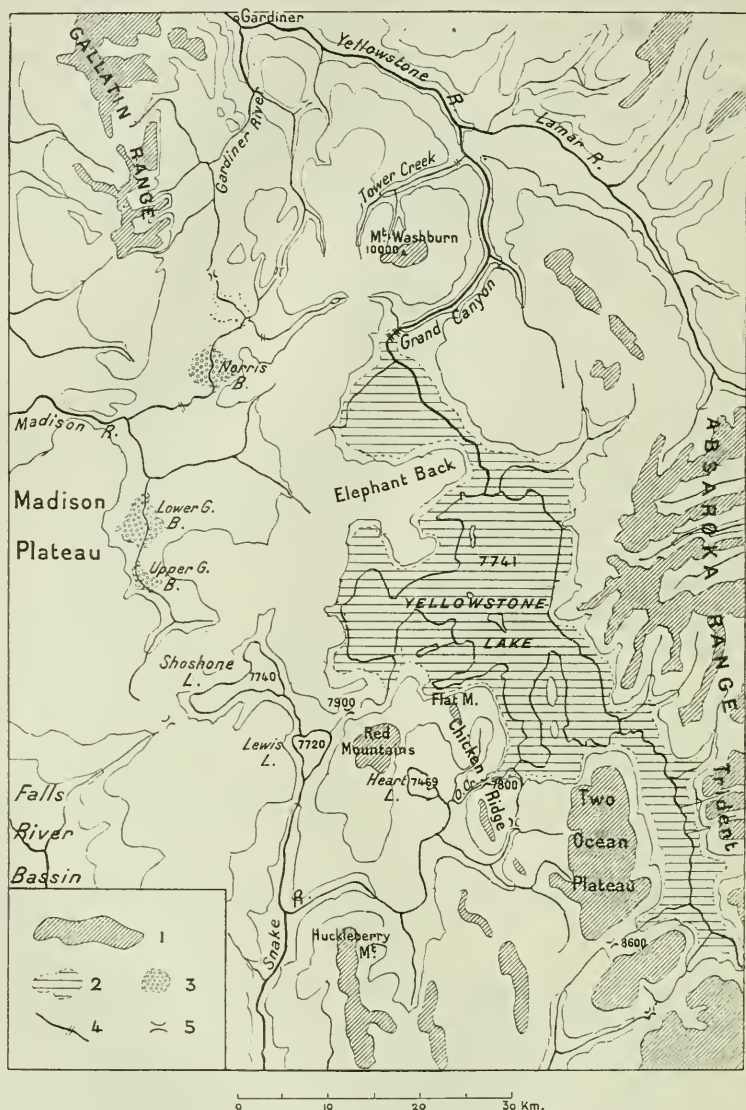 Gardiner
GALLATIN RANGE
Yellowstone R.
Gardiner River
Lamar R.
Tower Creek
Mt Washburn
10000
Grand Canyon
Norris
B.
Madison R.
ABSARØKA RANGE
Elephant Back
Madison
Plateau
Lower G.
B.
Upper G.
B.
7741
YELLOWSTONE
LAKE
Shoshone
L.
7740
7900
Flat M.
Lewis
L.
7720
Red
Mountains
Chicken Ridge
Heart
L.
7469
O. Cr.
7800
Trident
Falls
River
Bassin
Two
Ocean
Plateau
Snake R.
Huckleberry
Mt
8600
1
2
3
4
5
0 10 20 30 Km.